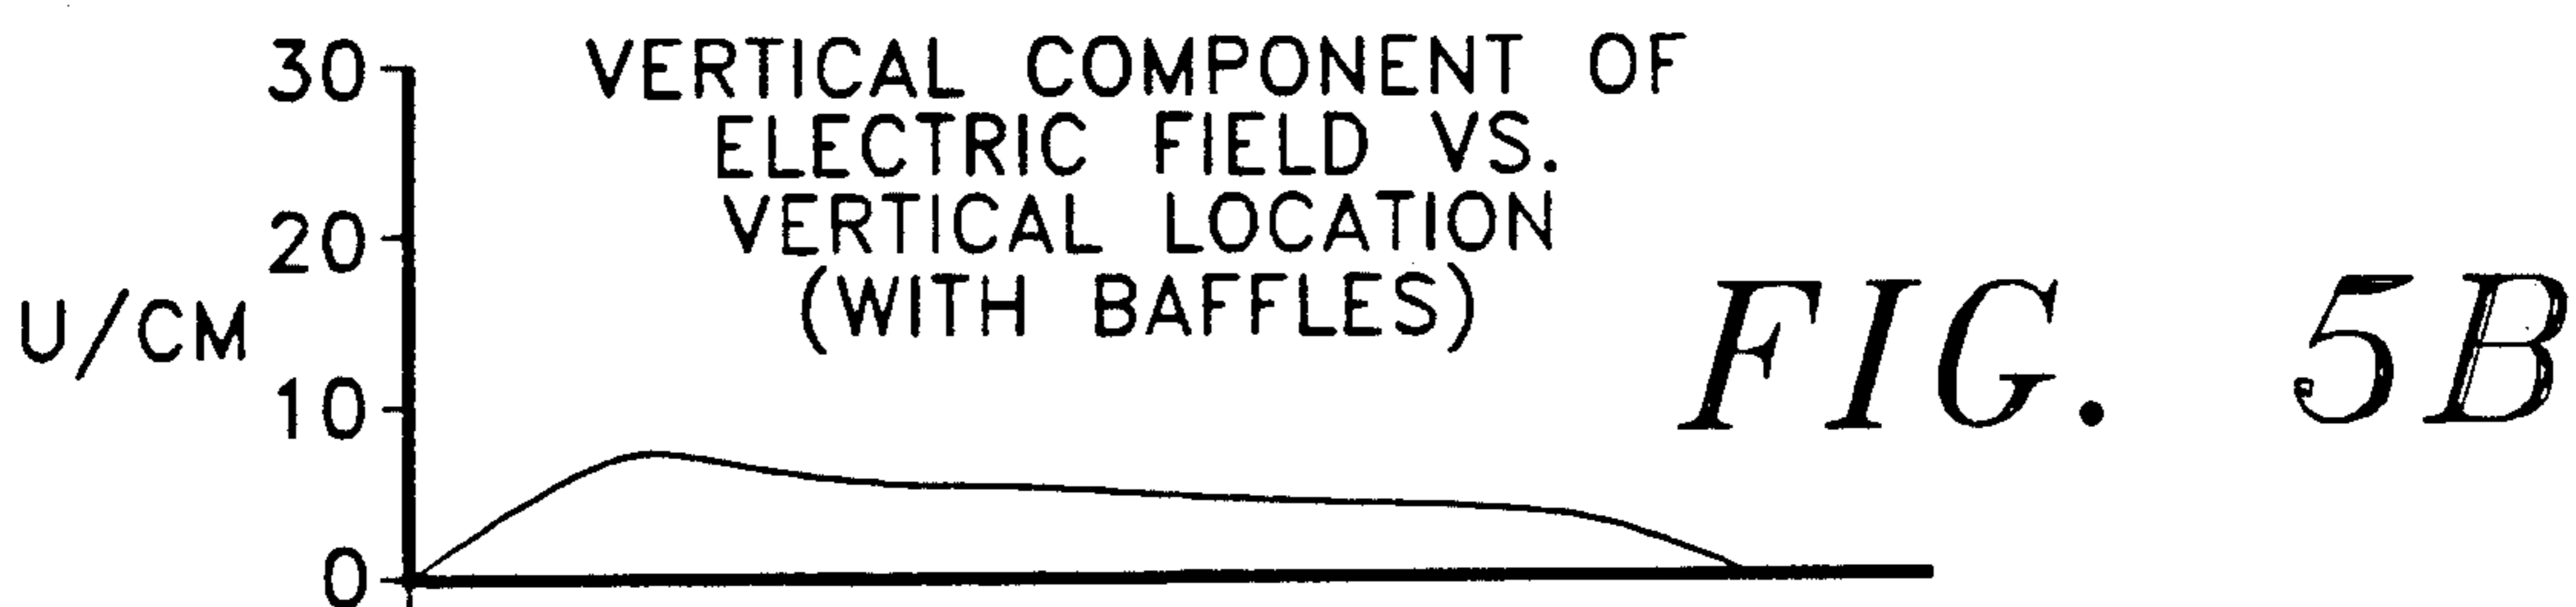 VERTICAL COMPONENT OF
ELECTRIC FIELD VS.
VERTICAL LOCATION
(WITH BAFFLES)
30
20
U/CM
10
0
FIG. 5B